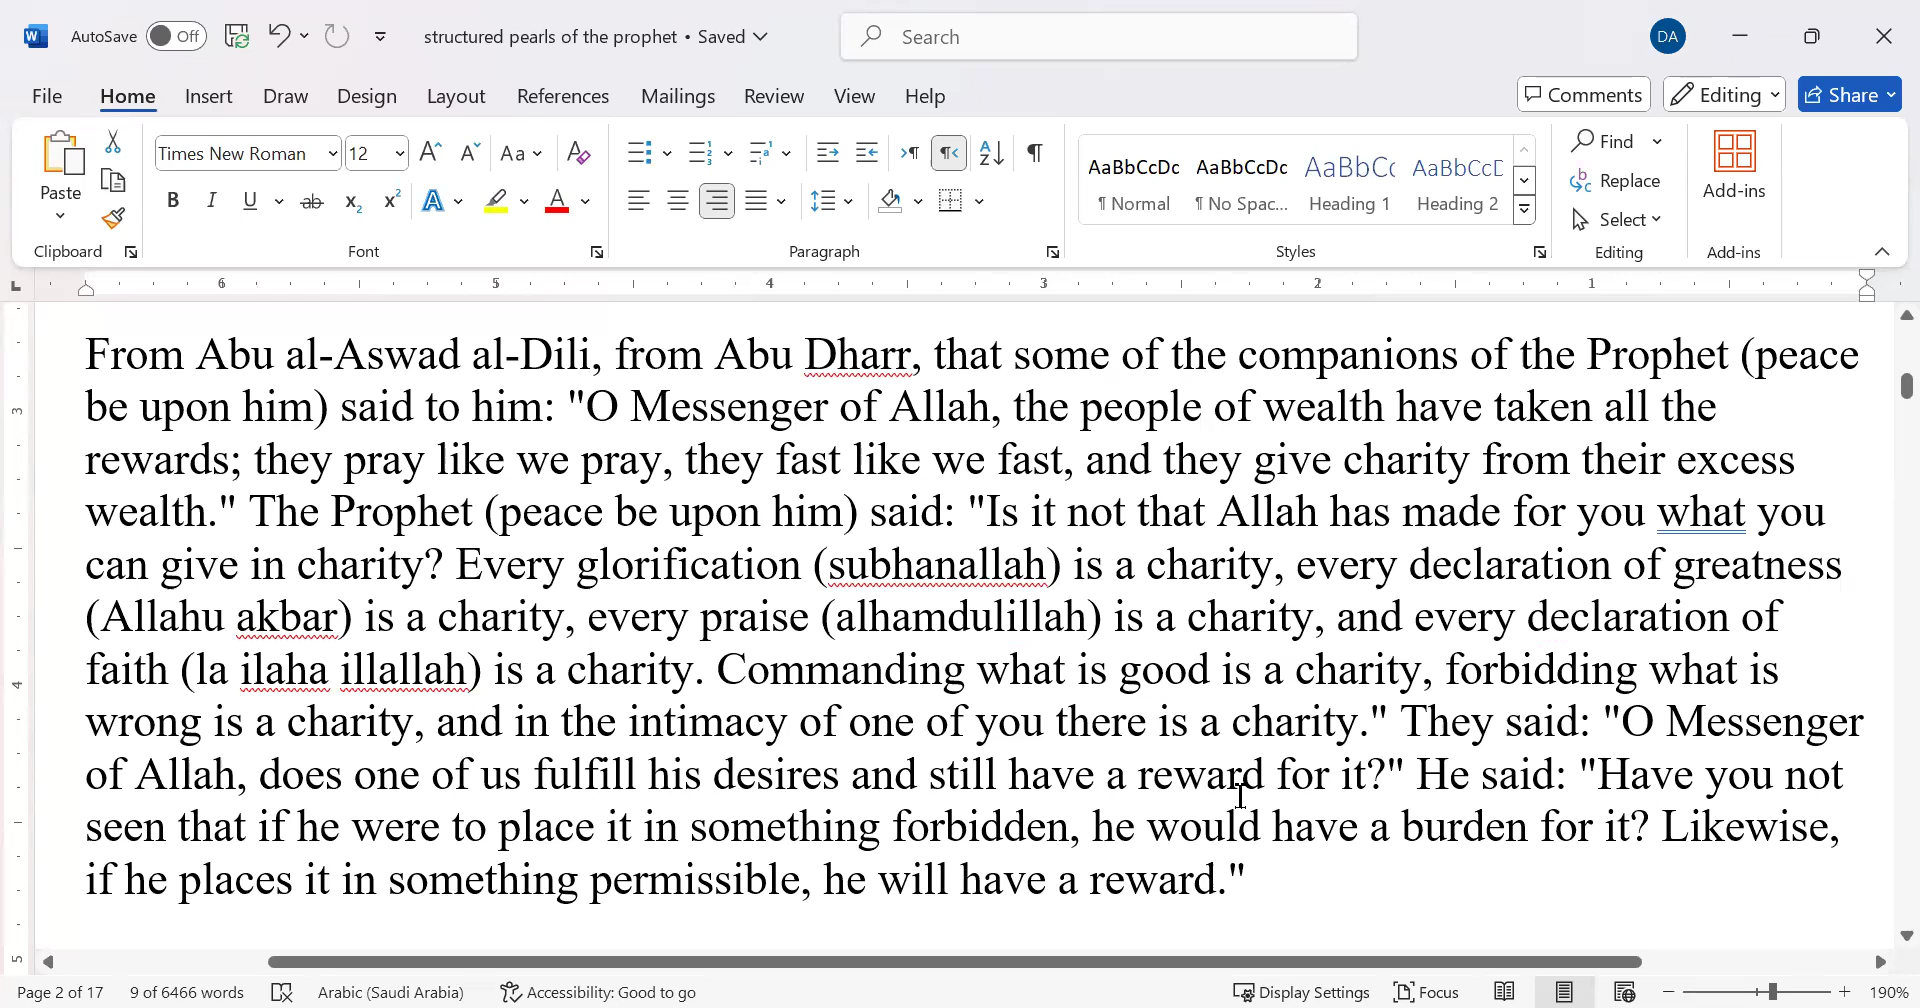 AutoSave Off structured pearls of the prophet • Saved Search DA
File Home Insert Draw Design Layout References Mailings Review View Help Comments Editing Share
Times New Roman 12 Aa Find
Paste Replace
B I U ab x₂ x² A A AaBbCcDc AaBbCcDc AaBbCc AaBbCcD Add-ins
¶ Normal ¶ No Spac... Heading 1 Heading 2 Select
Clipboard Font Paragraph Styles Editing Add-ins
6 5 4 3 2 1
From Abu al-Aswad al-Dili, from Abu Dharr, that some of the companions of the Prophet (peace
be upon him) said to him: "O Messenger of Allah, the people of wealth have taken all the
rewards; they pray like we pray, they fast like we fast, and they give charity from their excess
wealth." The Prophet (peace be upon him) said: "Is it not that Allah has made for you what you
can give in charity? Every glorification (subhanallah) is a charity, every declaration of greatness
(Allahu akbar) is a charity, every praise (alhamdulillah) is a charity, and every declaration of
faith (la ilaha illallah) is a charity. Commanding what is good is a charity, forbidding what is
wrong is a charity, and in the intimacy of one of you there is a charity." They said: "O Messenger
of Allah, does one of us fulfill his desires and still have a reward for it?" He said: "Have you not
seen that if he were to place it in something forbidden, he would have a burden for it? Likewise,
if he places it in something permissible, he will have a reward."
3
4
5
Page 2 of 17 9 of 6466 words Arabic (Saudi Arabia) Accessibility: Good to go Display Settings Focus 190%